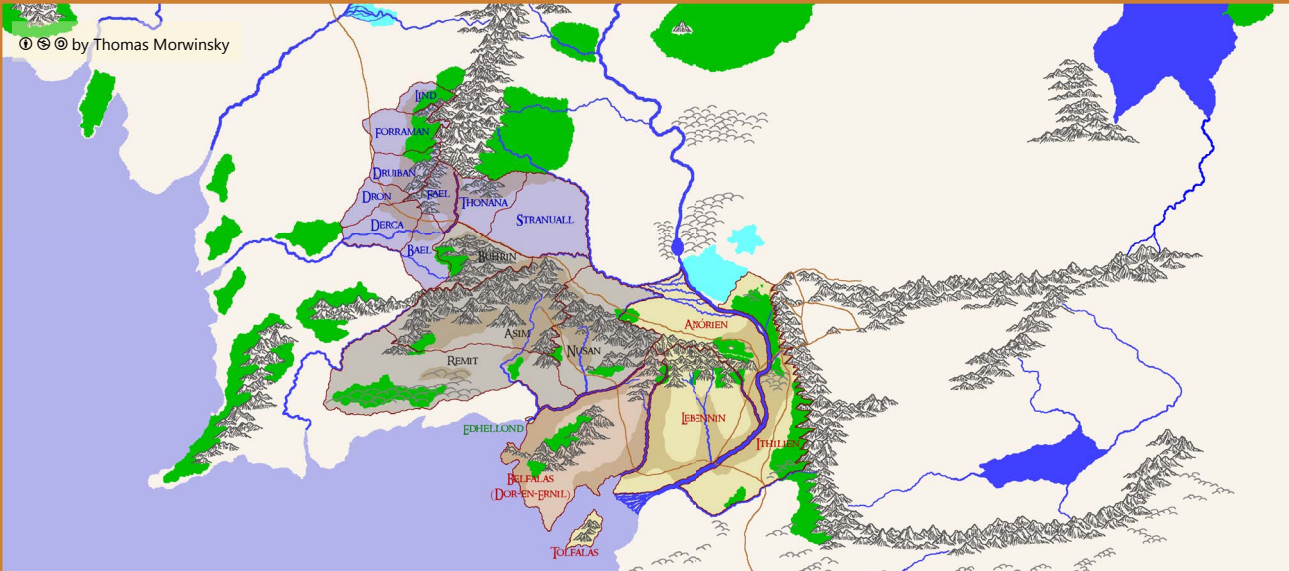 by Thomas Morwinsky
Lind
Forraman
Druiban
Dron
Fael
Thonana
Derca
Stranuall
Bael
Buhrin
Anórien
Asim
Nusan
Remit
Lebennin
Edhellond
Ithilien
Belfalas
(Dor-en-Ernil)
Tolfalas